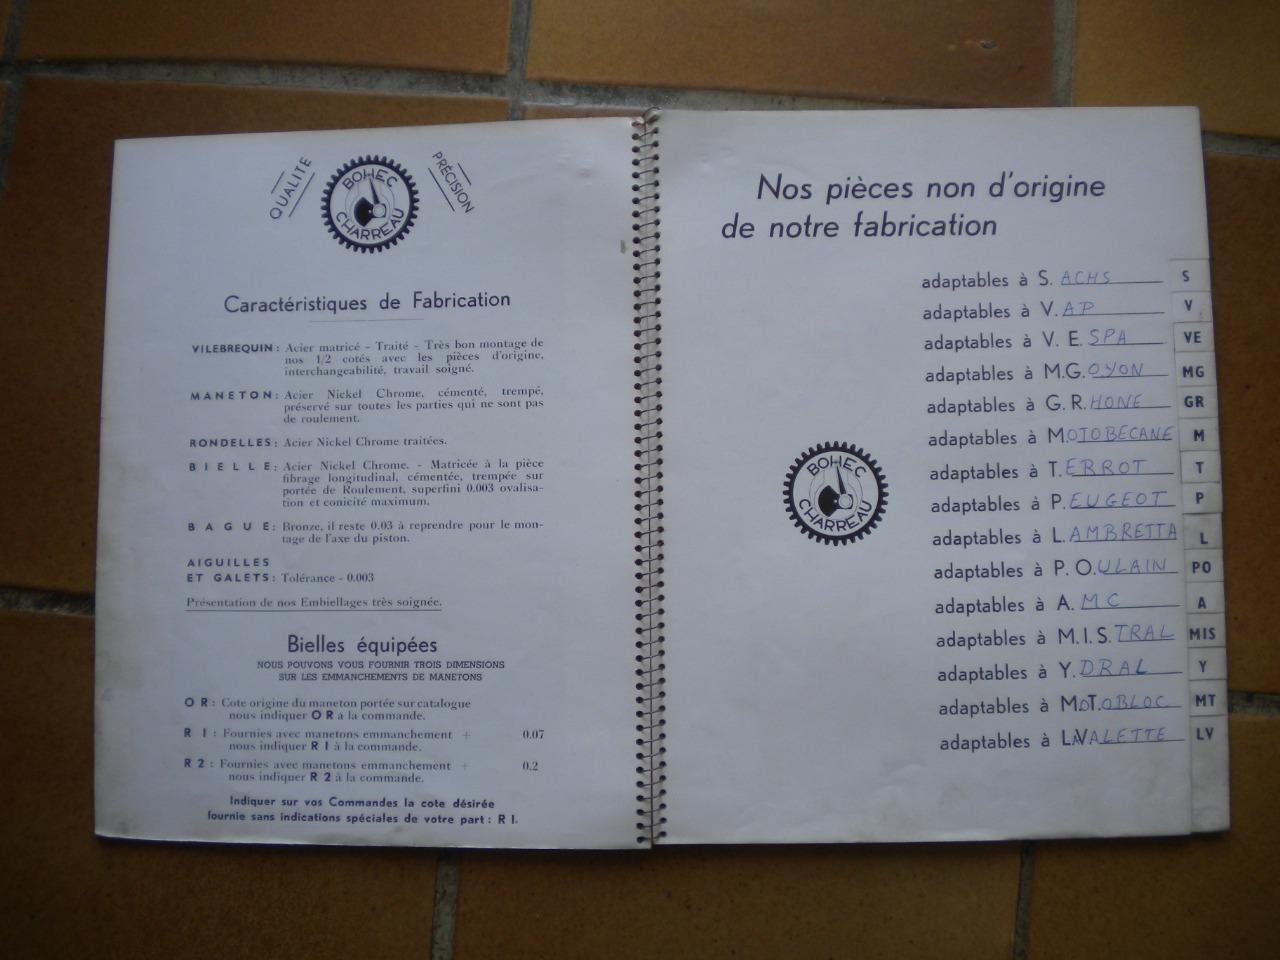 QUALITE
PRÉCISION
BOHEC
CHARREAU
Caractéristiques de Fabrication
VILEBREQUIN : Acier matricé - Traité - Très bon montage de
nos 1/2 cotés avec les pièces d'origine,
interchangeabilité, travail soigné.
MANETON : Acier Nickel Chrome, cémenté, trempé,
préservé sur toutes les parties qui ne sont pas
de roulement.
RONDELLES : Acier Nickel Chrome traitées.
BIELLE : Acier Nickel Chrome. - Matricée à la pièce
fibrage longitudinal, cémentée, trempée sur
portée de Roulement, superfini 0.003 ovalisa-
tion et conicité maximum.
BAGUE : Bronze, il reste 0.03 à reprendre pour le mon-
tage de l'axe du piston.
AIGUILLES
ET GALETS : Tolérance - 0.003
Présentation de nos Embiellages très soignée.
Bielles équipées
NOUS POUVONS VOUS FOURNIR TROIS DIMENSIONS
SUR LES EMMANCHEMENTS DE MANETONS
OR : Cote origine du maneton portée sur catalogue
nous indiquer OR a la commande.
R 1 : Fournies avec manetons emmanchement + 0.07
nous indiquer R 1 à la commande.
R 2 : Fournies avec manetons emmanchement + 0.2
nous indiquer R 2 à la commande.
Indiquer sur vos Commandes la cote désirée
fournie sans indications spéciales de votre part : R 1.
Nos pièces non d'origine
de notre fabrication
BOHEC
CHARREAU
adaptables à S. ACHS S
adaptables à V. AP V
adaptables à V. E. SPA VE
adaptables à M.G. OYON MG
adaptables à G. R. HONE GR
adaptables à MOTOBECANE M
adaptables à T. ERROT T
adaptables à P. EUGEOT P
adaptables à L. AMBRETTA L
adaptables à P. O. ULAIN PO
adaptables à A. MC A
adaptables à M.I.S. TRAL MIS
adaptables à Y. DRAL Y
adaptables à MOT.OBLOC MT
adaptables à LAVALETTE LV